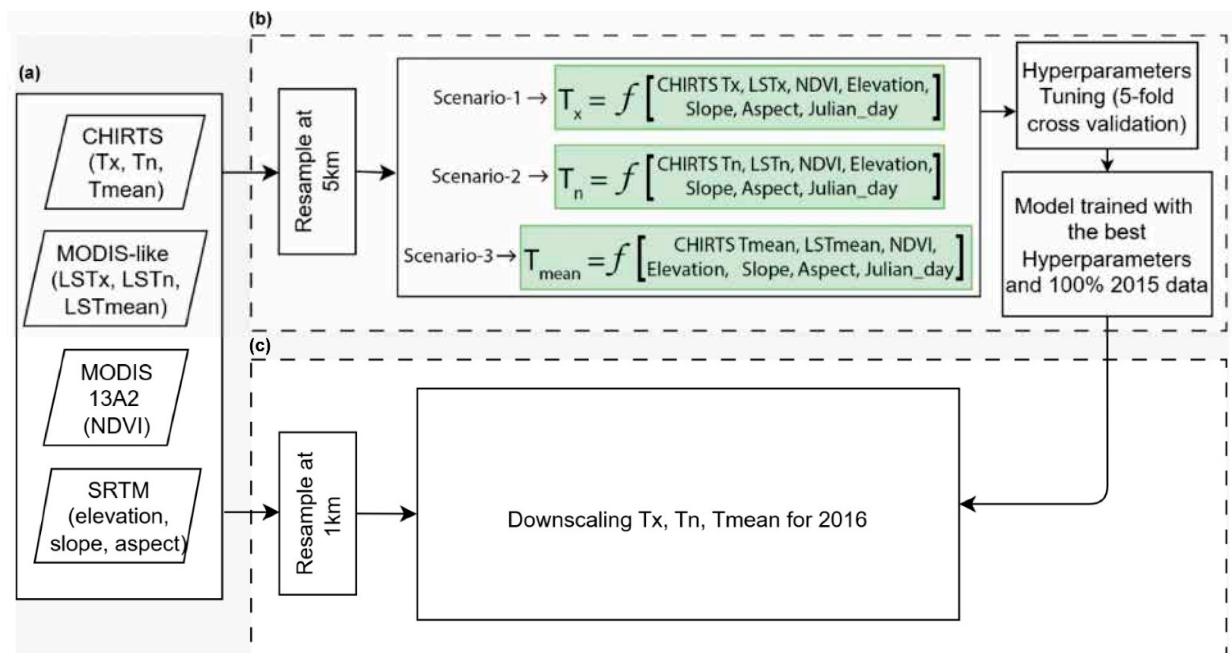 (a)
CHIRTS
(Tx, Tn,
Tmean)
MODIS-like
(LSTx, LSTn,
LSTmean)
MODIS
13A2
(NDVI)
SRTM
(elevation,
slope, aspect)
(b)
Resample at
5km
Scenario-1 → Tx = f [CHIRTS Tx, LSTx, NDVI, Elevation,
Slope, Aspect, Julian_day]
Scenario-2 → Tn = f [CHIRTS Tn, LSTn, NDVI, Elevation,
Slope, Aspect, Julian_day]
Scenario-3 → Tmean = f [CHIRTS Tmean, LSTmean, NDVI,
Elevation, Slope, Aspect, Julian_day]
Hyperparameters
Tuning (5-fold
cross validation)
Model trained with
the best
Hyperparameters
and 100% 2015 data
(c)
Resample at
1km
Downscaling Tx, Tn, Tmean for 2016